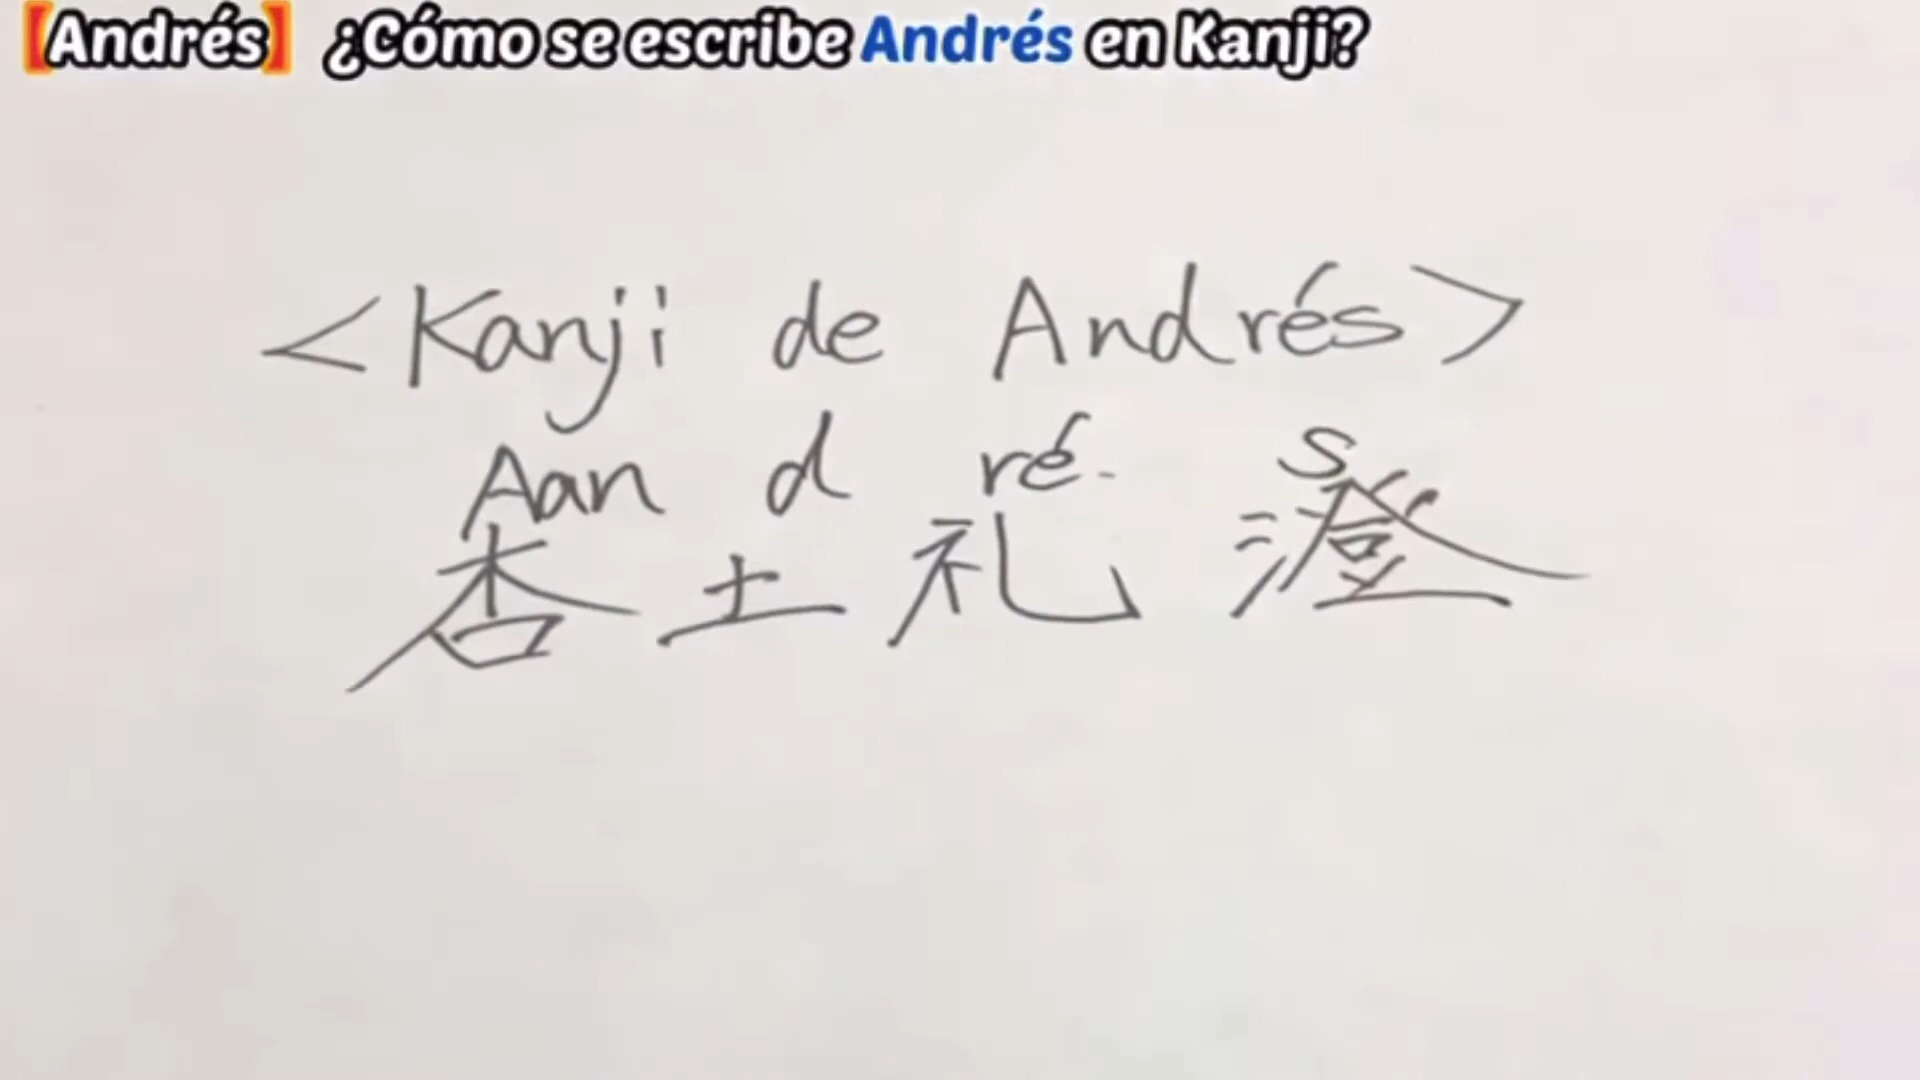 【Andrés】 ¿Cómo se escribe Andrés en Kanji?
<Kanji de Andrés>
Aan d ré. s
杏土礼澄